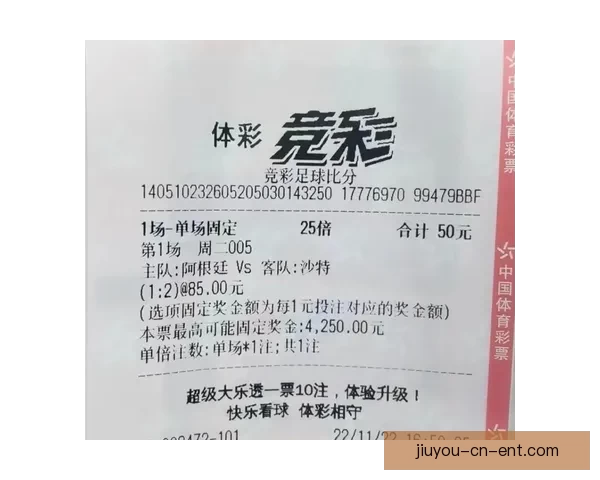 体彩 竞彩
竞彩足球比分
140510232605205030143250 17776970 99479BBF
1场-单场固定 25倍 合计 50元
第1场 周二005
主队:阿根廷 Vs 客队:沙特
(1:2)@85.00元
(选项固定奖金额为每1元投注对应的奖金额)
本票最高可能固定奖金:4,250.00元
单倍注数:单场*1注;共1注
超级大乐透一票10注，体验升级！
快乐看球 体彩相守
22/11/22
中国体育彩票
中国体育彩票
jiuyou-cn-ent.com